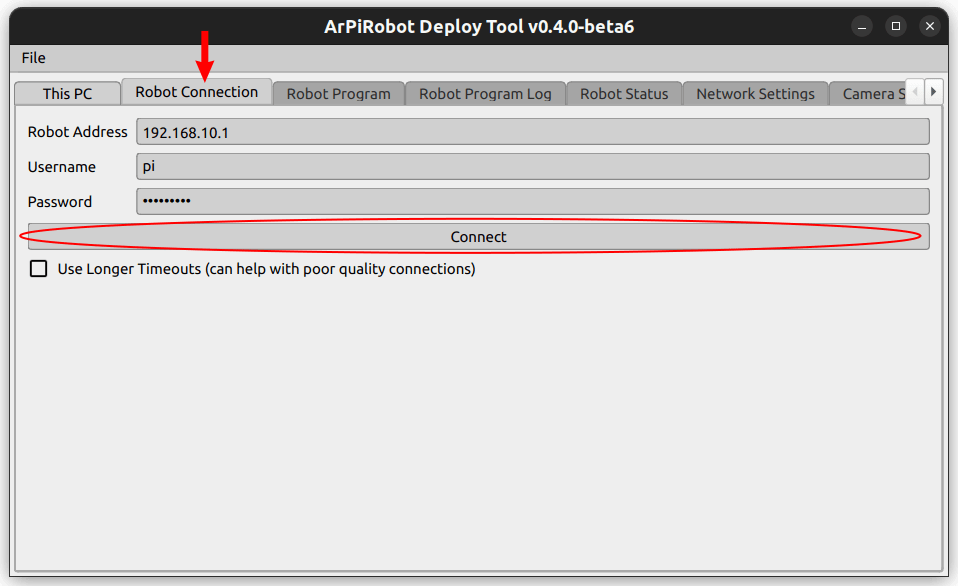 ArPiRobot Deploy Tool v0.4.0-beta6
File
This PC Robot Connection Robot Program Robot Program Log Robot Status Network Settings Camera S
Robot Address 192.168.10.1
Username pi
Password •••••••••
Connect
Use Longer Timeouts (can help with poor quality connections)